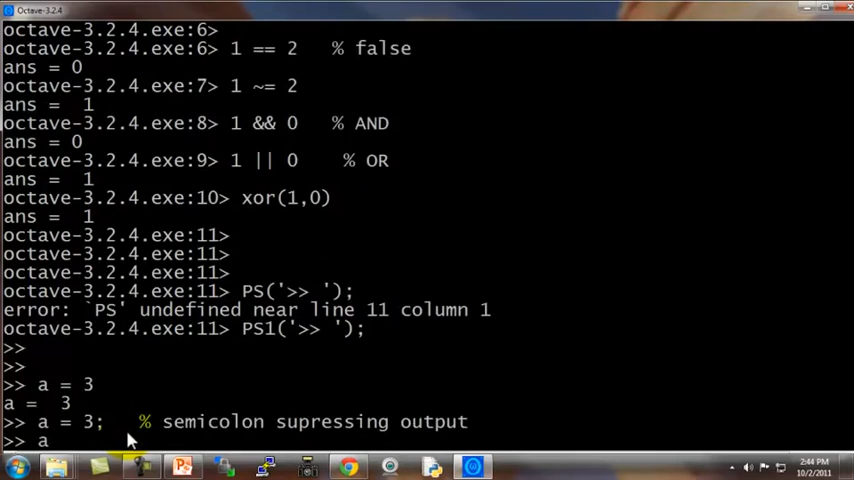 Octave-3.2.4
octave-3.2.4.exe:6>
octave-3.2.4.exe:6> 1 == 2   % false
ans = 0
octave-3.2.4.exe:7> 1 ~= 2
ans =  1
octave-3.2.4.exe:8> 1 && 0   % AND
ans = 0
octave-3.2.4.exe:9> 1 || 0    % OR
ans =  1
octave-3.2.4.exe:10> xor(1,0)
ans =  1
octave-3.2.4.exe:11>
octave-3.2.4.exe:11>
octave-3.2.4.exe:11>
octave-3.2.4.exe:11> PS('>> ');
error: `PS' undefined near line 11 column 1
octave-3.2.4.exe:11> PS1('>> ');
>>
>>
>> a = 3
a =  3
>> a = 3;   % semicolon supressing output
>> a
2:44 PM
10/2/2011